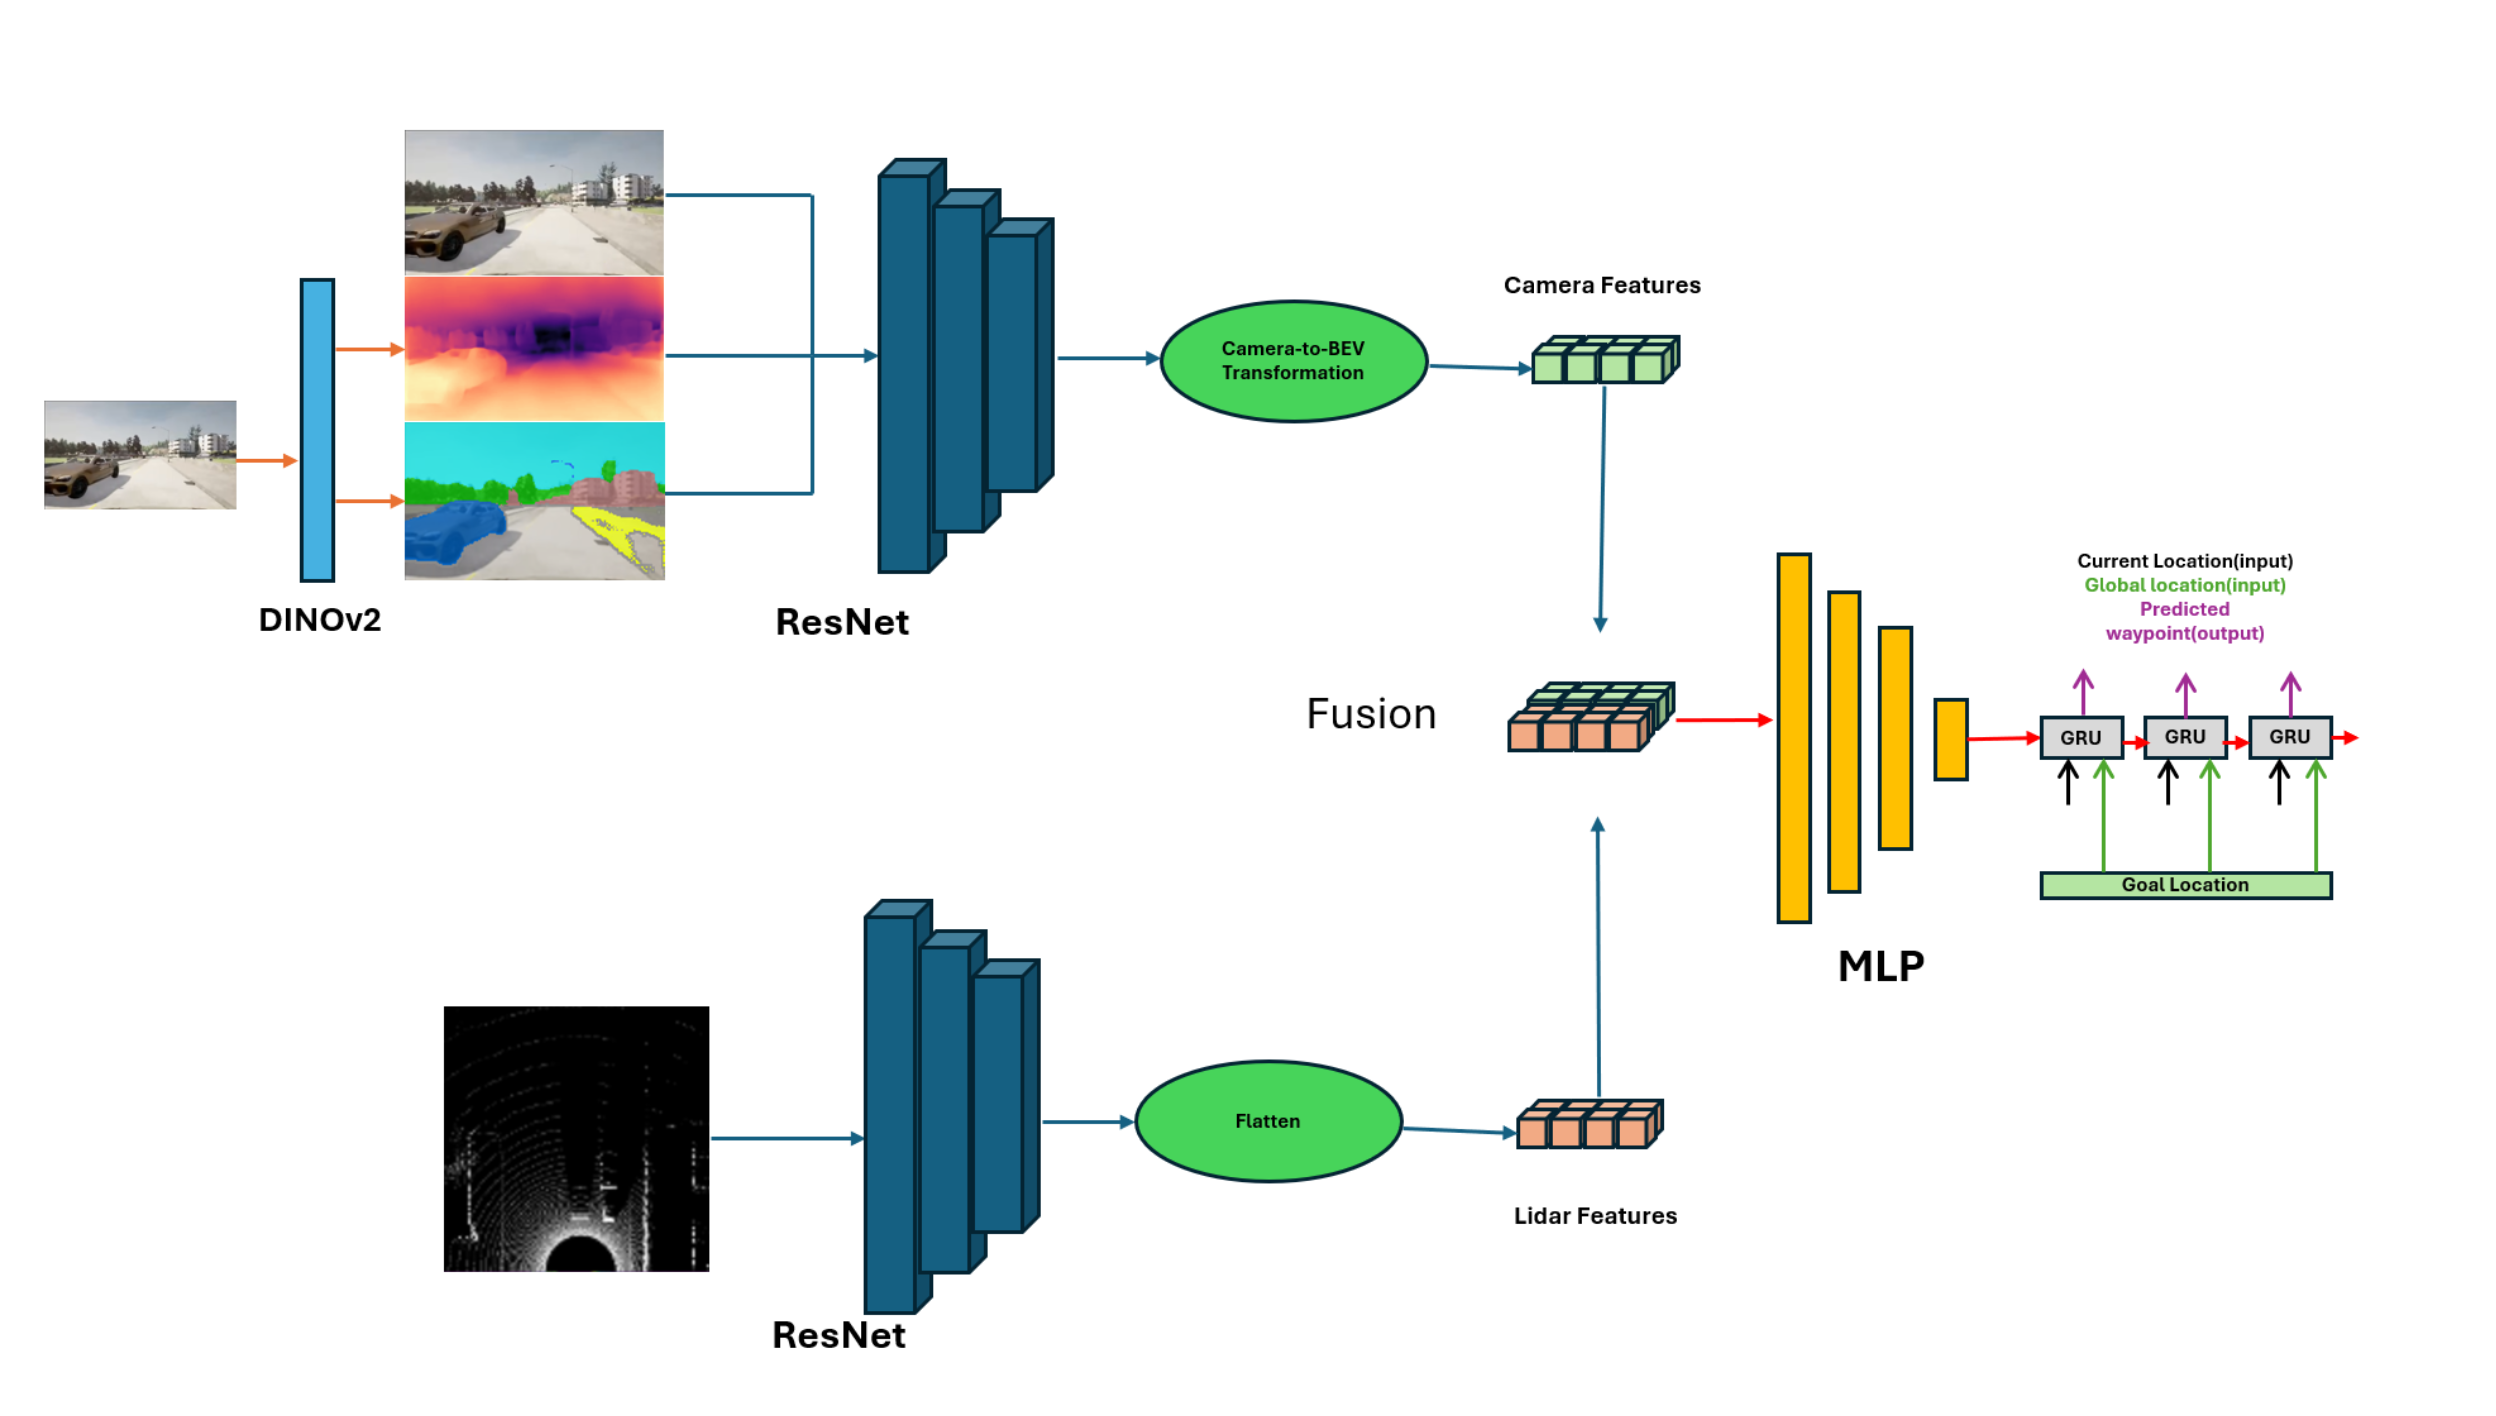 Camera Features
Camera-to-BEV
Transformation
DINOv2
ResNet
Current Location(input)
Global location(input)
Predicted
waypoint(output)
Fusion
GRU
GRU
GRU
Goal Location
MLP
Flatten
Lidar Features
ResNet